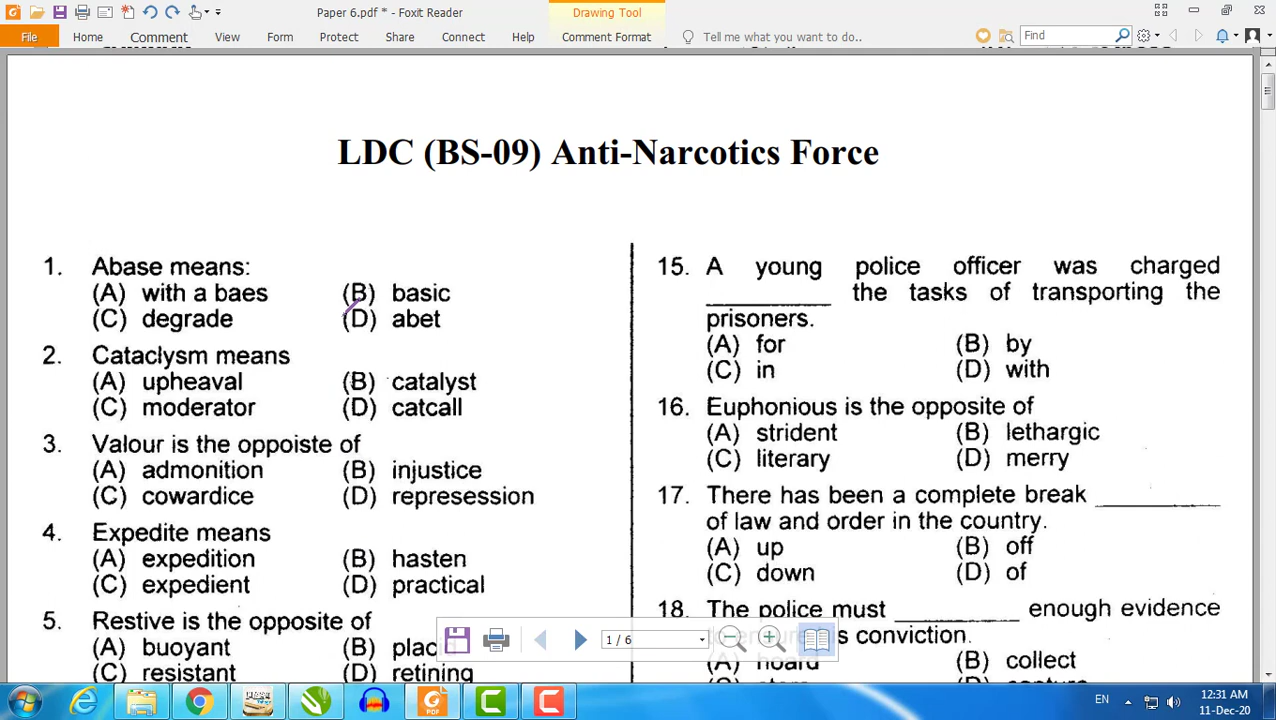 Paper 6.pdf * - Foxit Reader
Drawing Tool
File Home Comment View Form Protect Share Connect Help Comment Format Tell me what you want to do.. Find
LDC (BS-09) Anti-Narcotics Force
1. Abase means:
(A) with a baes (B) basic
(C) degrade (D) abet
2. Cataclysm means
(A) upheaval (B) catalyst
(C) moderator (D) catcall
3. Valour is the oppoiste of
(A) admonition (B) injustice
(C) cowardice (D) represession
4. Expedite means
(A) expedition (B) hasten
(C) expedient (D) practical
5. Restive is the opposite of
(A) buoyant (B)
(C) resistant (D) retining
15. A young police officer was charged
__________ the tasks of transporting the
prisoners.
(A) for (B) by
(C) in (D) with
16. Euphonious is the opposite of
(A) strident (B) lethargic
(C) literary (D) merry
17. There has been a complete break __________
of law and order in the country.
(A) up (B) off
(C) down (D) of
18. The police must __________ enough evidence
conviction.
(A) hoard (B) collect
1 / 6
EN 12:31 AM
11-Dec-20